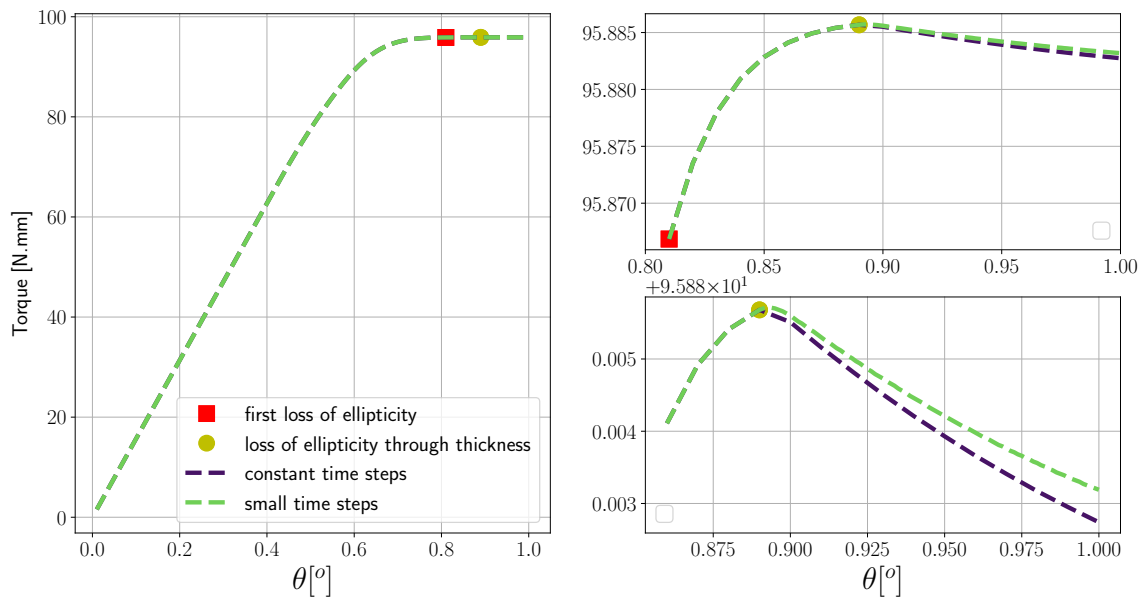 Torque [N.mm]
100
80
60
40
20
0
0.0 0.2 0.4 0.6 0.8 1.0
θ[°]
first loss of ellipticity
loss of ellipticity through thickness
constant time steps
small time steps
95.885
95.880
95.875
95.870
0.80 0.85 0.90 0.95 1.00
+9.588×10¹
0.005
0.004
0.003
0.875 0.900 0.925 0.950 0.975 1.000
θ[°]